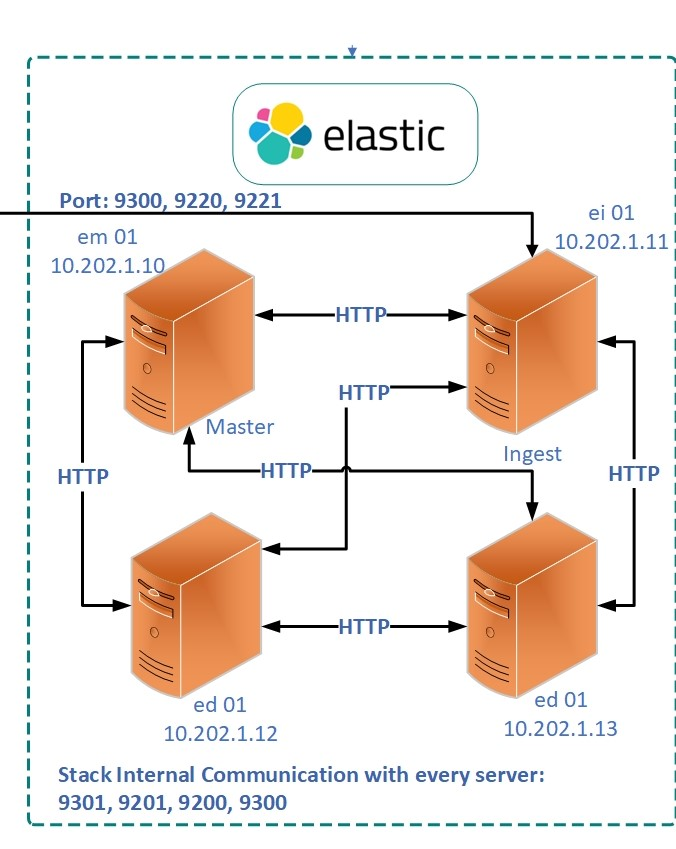 elastic
Port: 9300, 9220, 9221
ei 01
10.202.1.11
em 01
10.202.1.10
HTTP
HTTP
Master
Ingest
HTTP
HTTP
HTTP
HTTP
ed 01
10.202.1.12
ed 01
10.202.1.13
Stack Internal Communication with every server:
9301, 9201, 9200, 9300